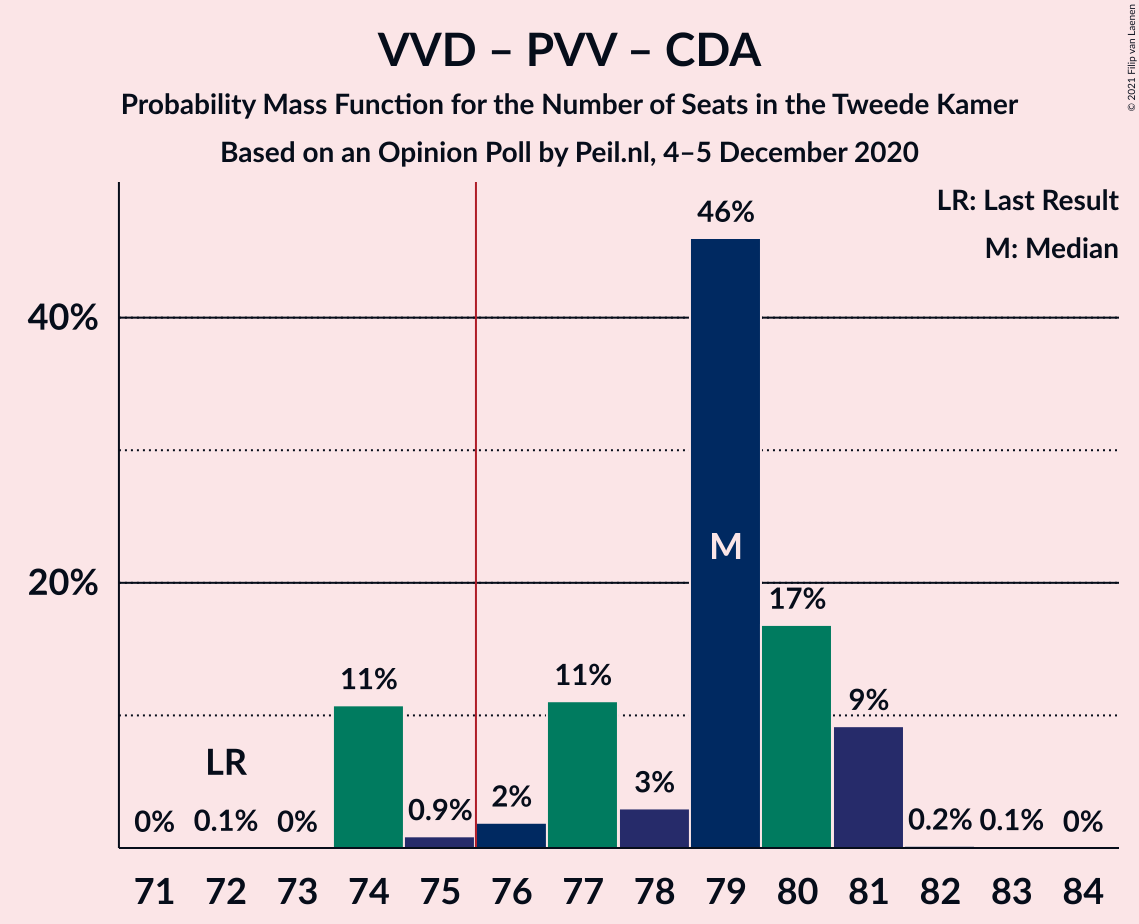 VVD – PVV – CDA
Probability Mass Function for the Number of Seats in the Tweede Kamer
Based on an Opinion Poll by Peil.nl, 4–5 December 2020
© 2021 Filip van Laenen
LR: Last Result
M: Median
46%
40%
M
20%
17%
11%
11%
9%
LR
3%
2%
0.9%
0% 0.1% 0%
0.2% 0.1% 0%
71 72 73 74 75 76 77 78 79 80 81 82 83 84